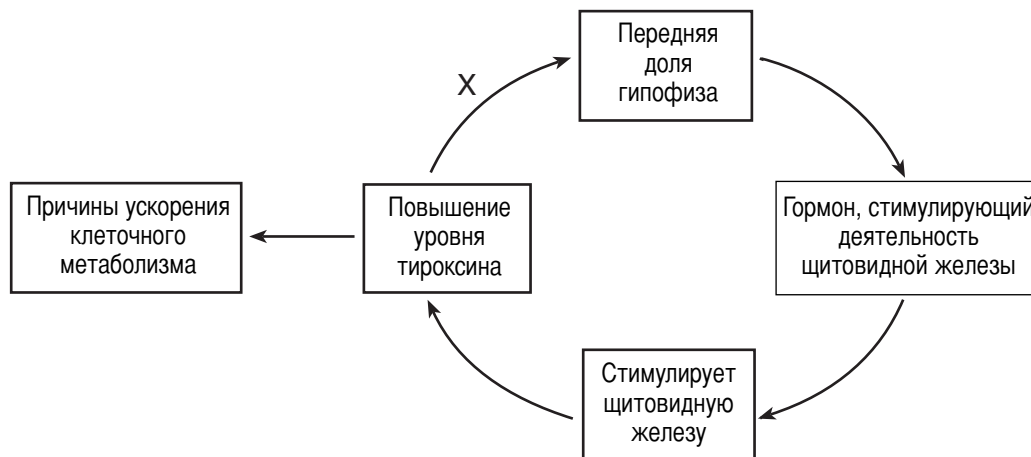 Передняя
доля
гипофиза
X
Причины ускорения
клеточного
метаболизма
Повышение
уровня
тироксина
Гормон, стимулирующий
деятельность
щитовидной железы
Стимулирует
щитовидную
железу